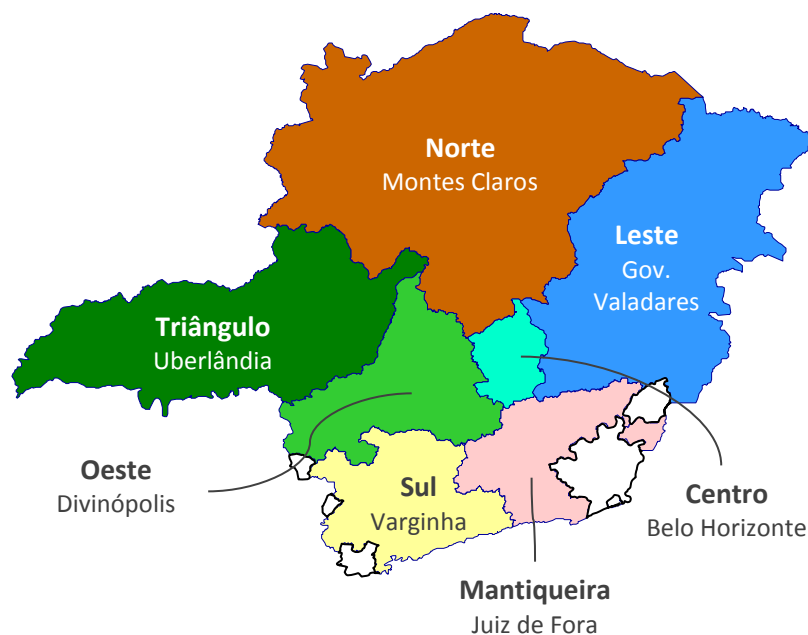 Norte
Montes Claros
Leste
Gov.
Valadares
Triângulo
Uberlândia
Oeste
Divinópolis
Sul
Varginha
Centro
Belo Horizonte
Mantiqueira
Juiz de Fora